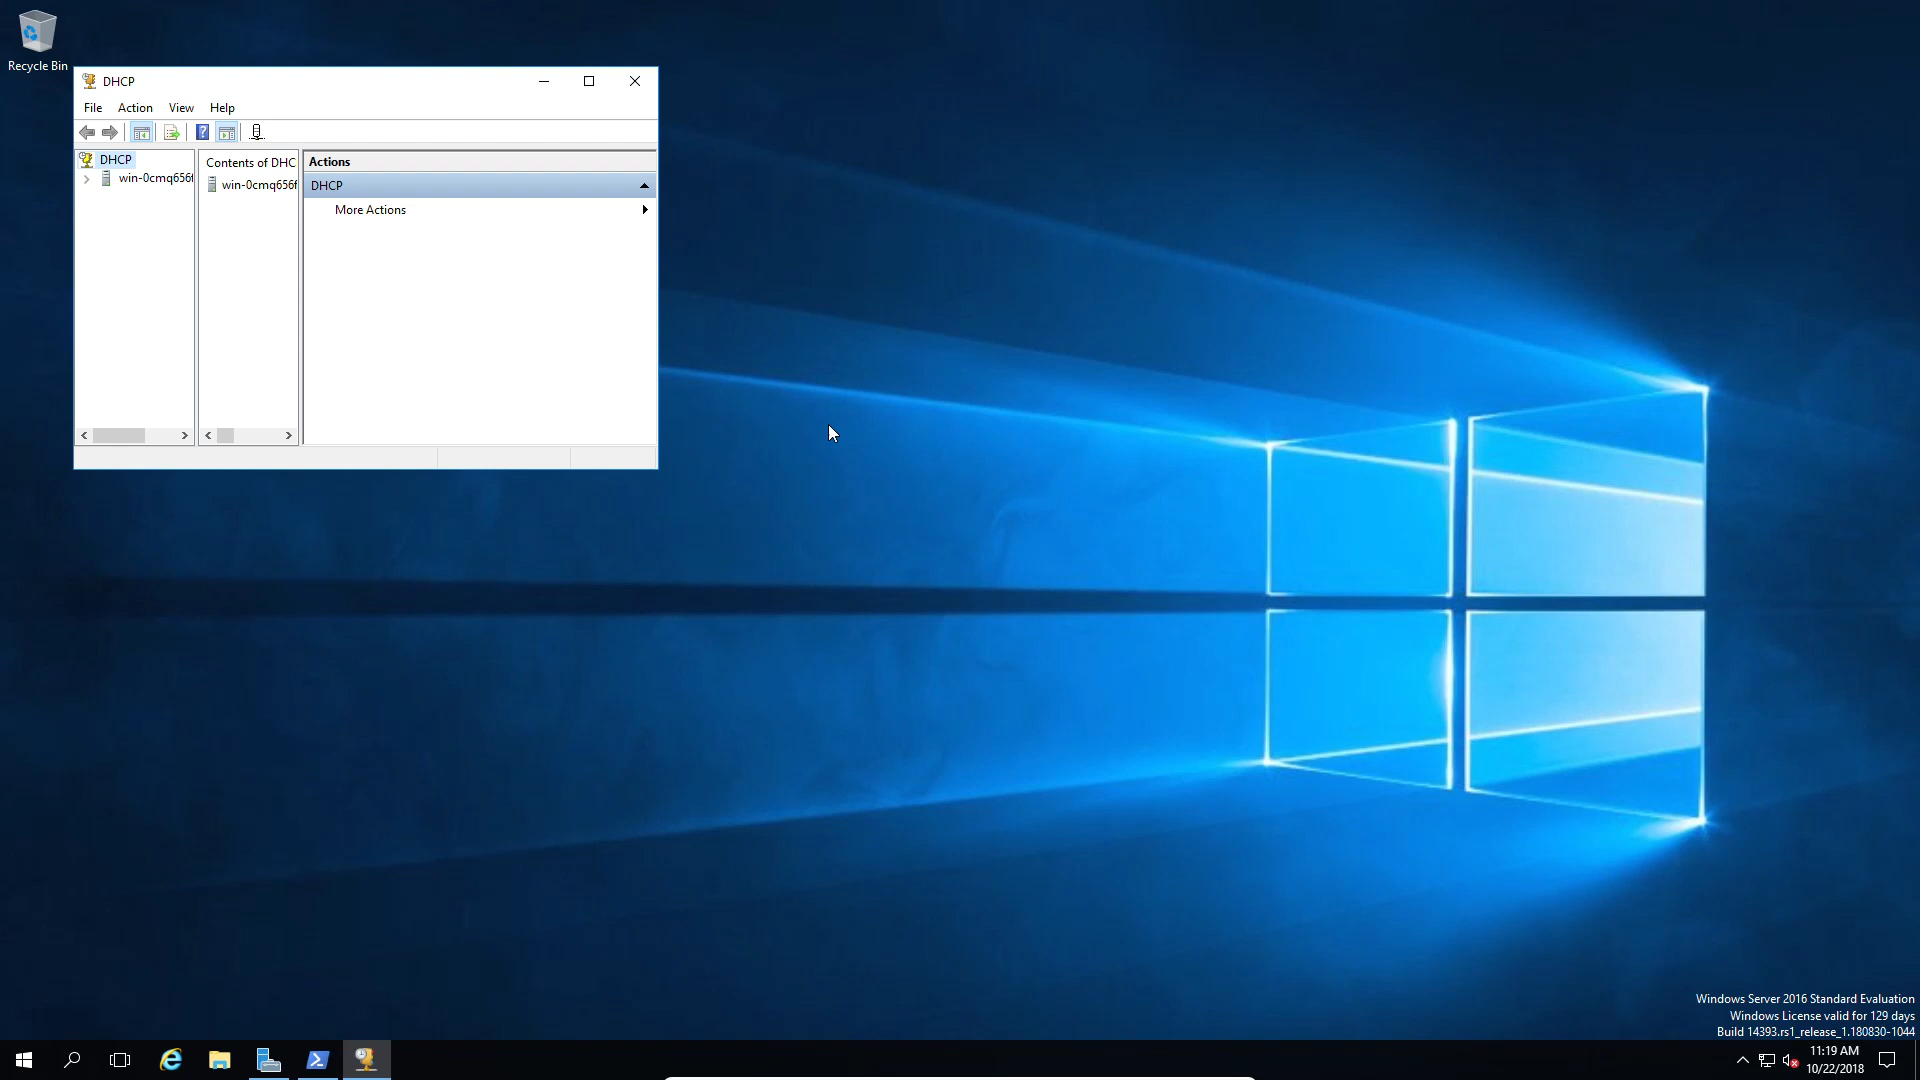 Recycle Bin
DHCP
File Action View Help
DHCP
win-0cmq656f
Contents of DHC
win-0cmq656f
Actions
DHCP
More Actions
Windows Server 2016 Standard Evaluation
Windows License valid for 129 days
Build 14393.rs1_release_1.180830-1044
11:19 AM
10/22/2018